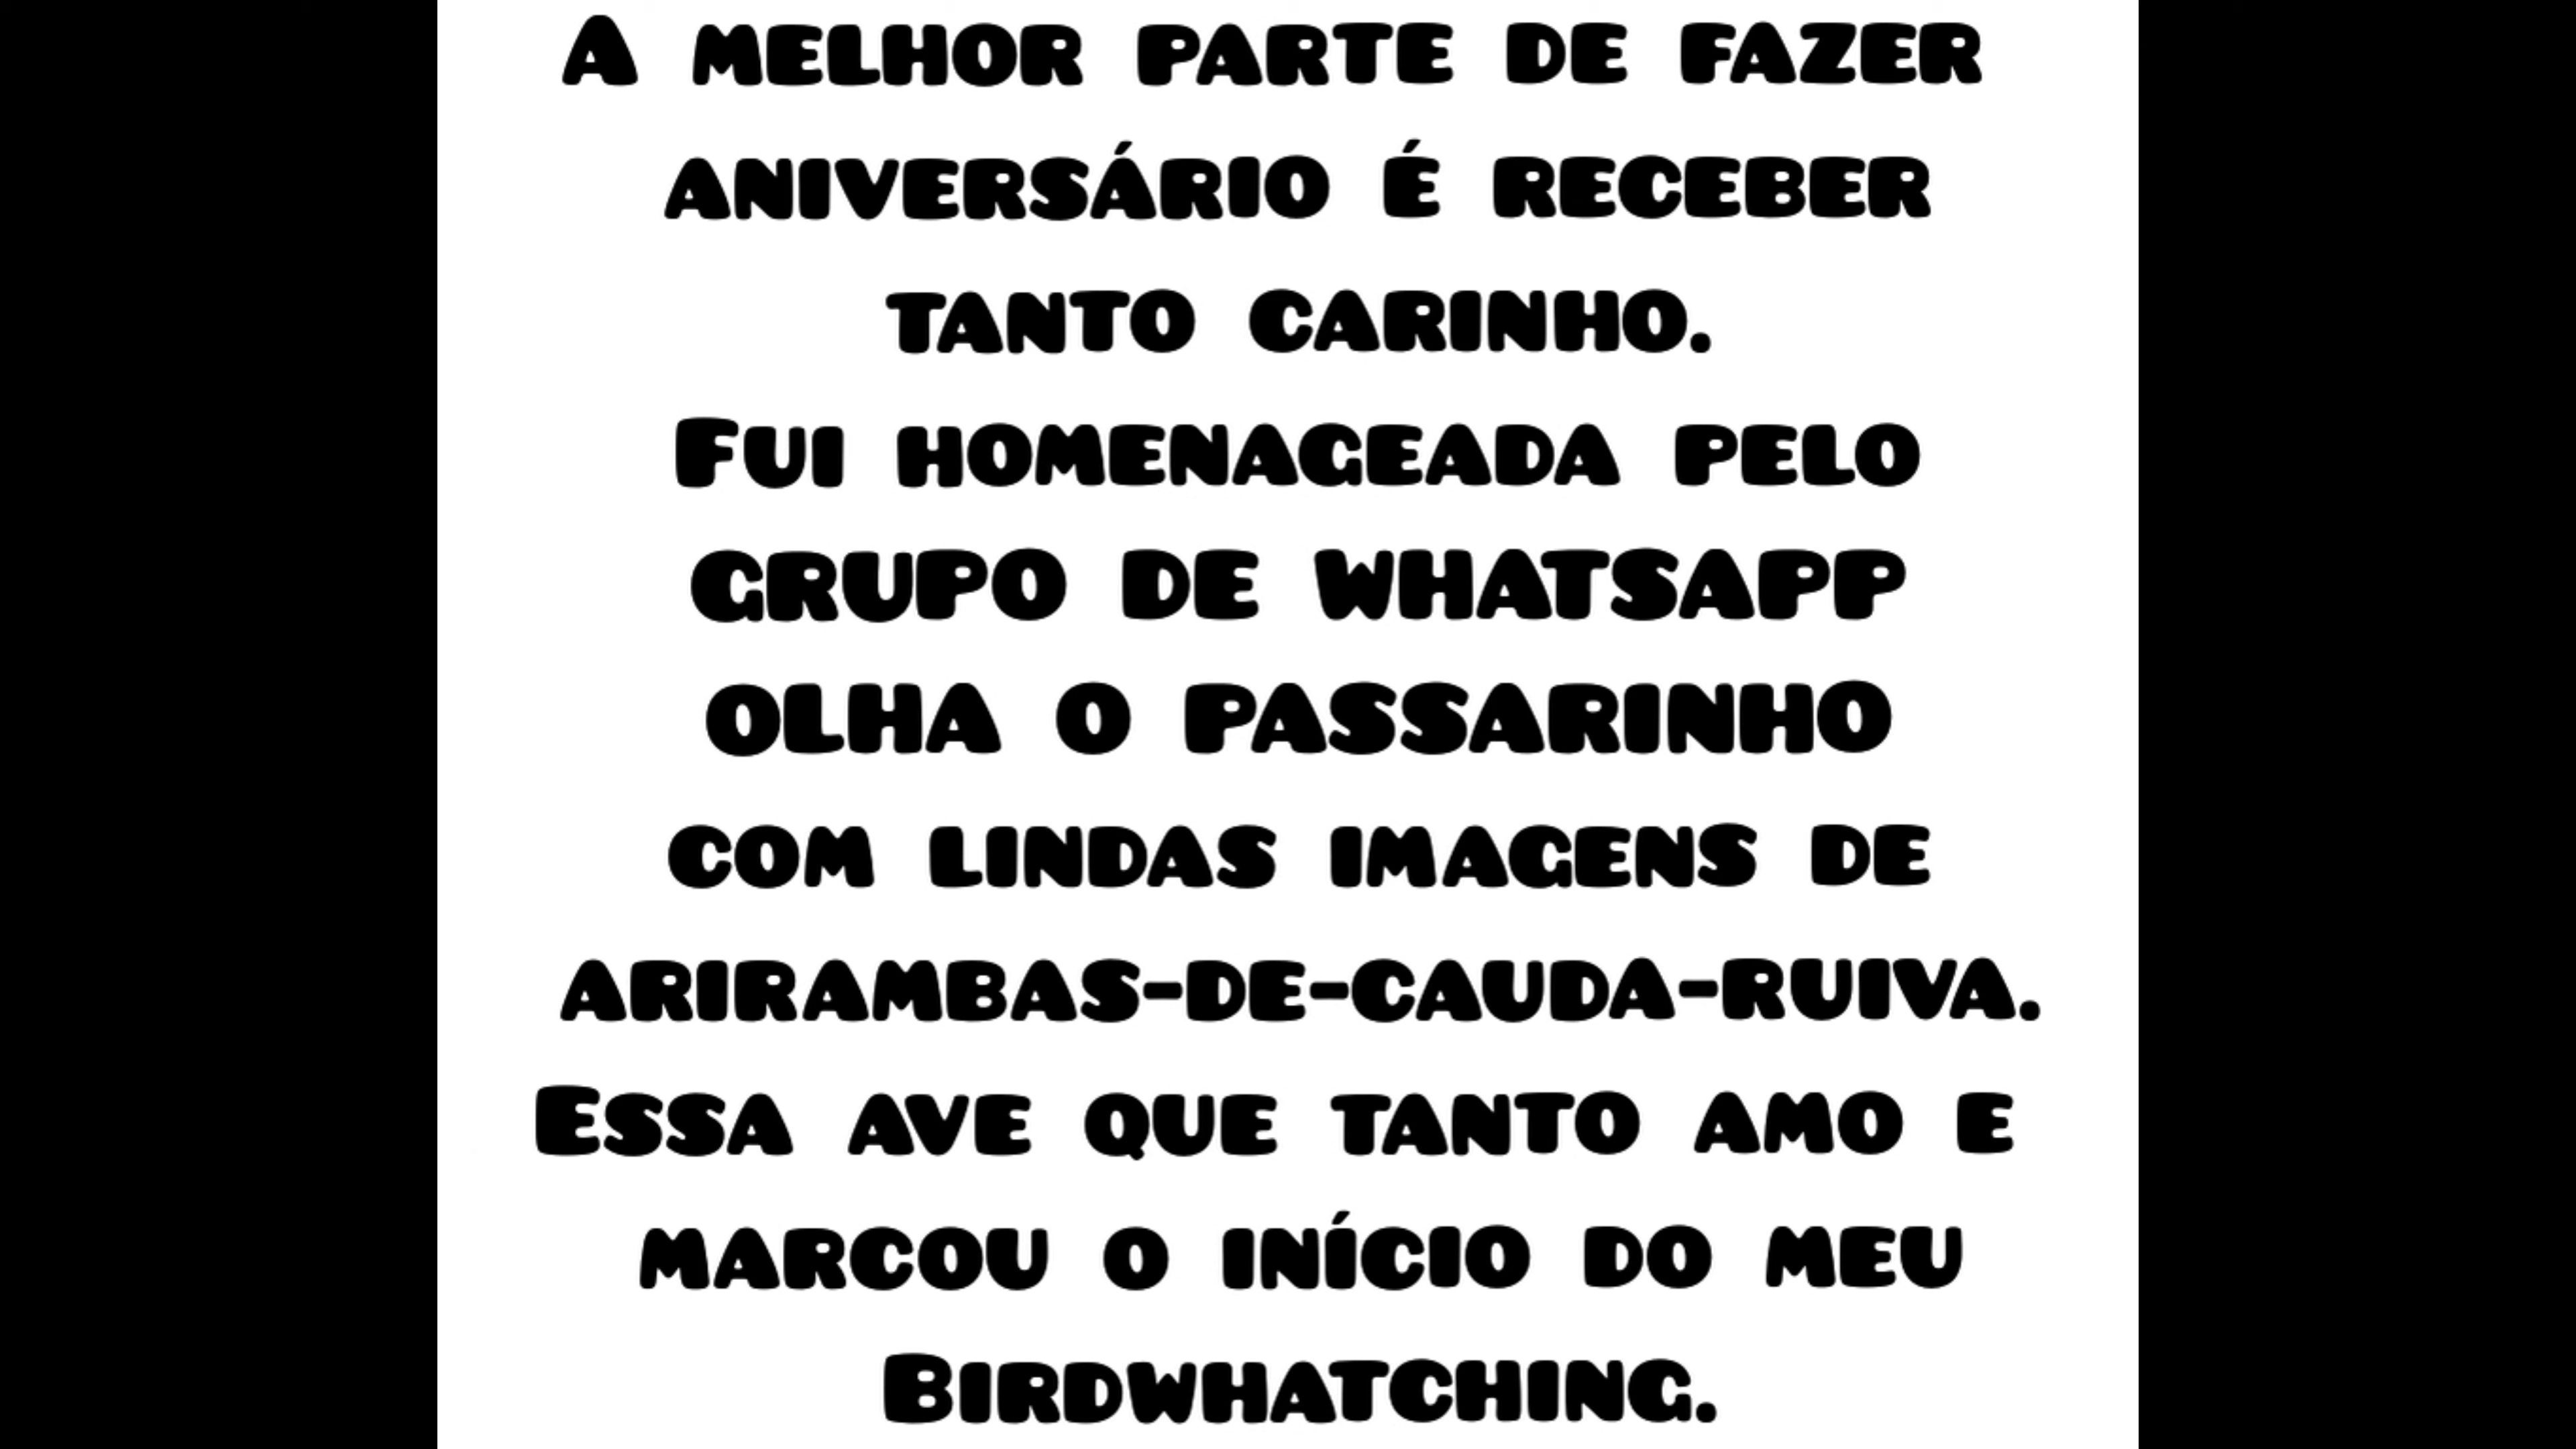 A melhor parte de fazer
aniversário é receber
tanto carinho.
Fui homenageada pelo
GRUPO DE WHATSAPP
OLHA O PASSARINHO
com lindas imagens de
arirambas-de-cauda-ruiva.
Essa ave que tanto amo e
marcou o início do meu
Birdwhatching.